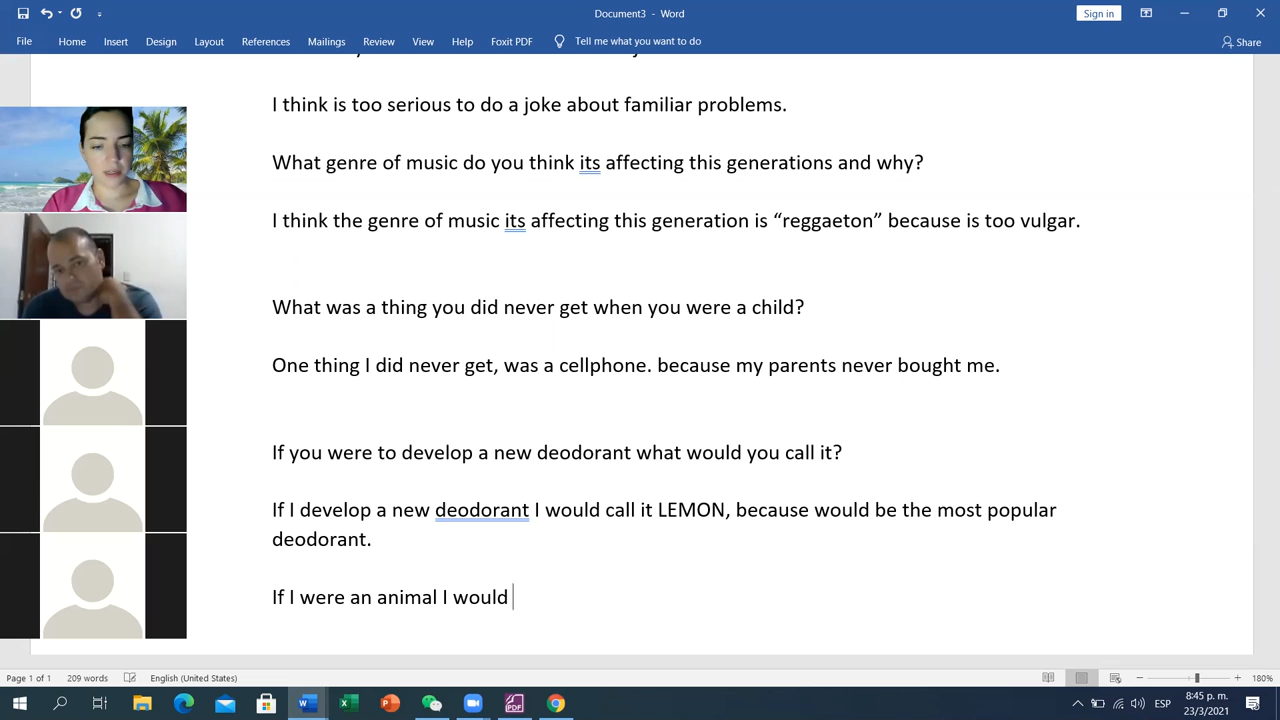 Document3 - Word
Sign in
File Home Insert Design Layout References Mailings Review View Help Foxit PDF Tell me what you want to do Share
I think is too serious to do a joke about familiar problems.
What genre of music do you think its affecting this generations and why?
I think the genre of music its affecting this generation is “reggaeton” because is too vulgar.
What was a thing you did never get when you were a child?
One thing I did never get, was a cellphone. because my parents never bought me.
If you were to develop a new deodorant what would you call it?
If I develop a new deodorant I would call it LEMON, because would be the most popular
deodorant.
If I were an animal I would
Page 1 of 1 209 words English (United States) 180%
ESP 8:45 p. m.
23/3/2021